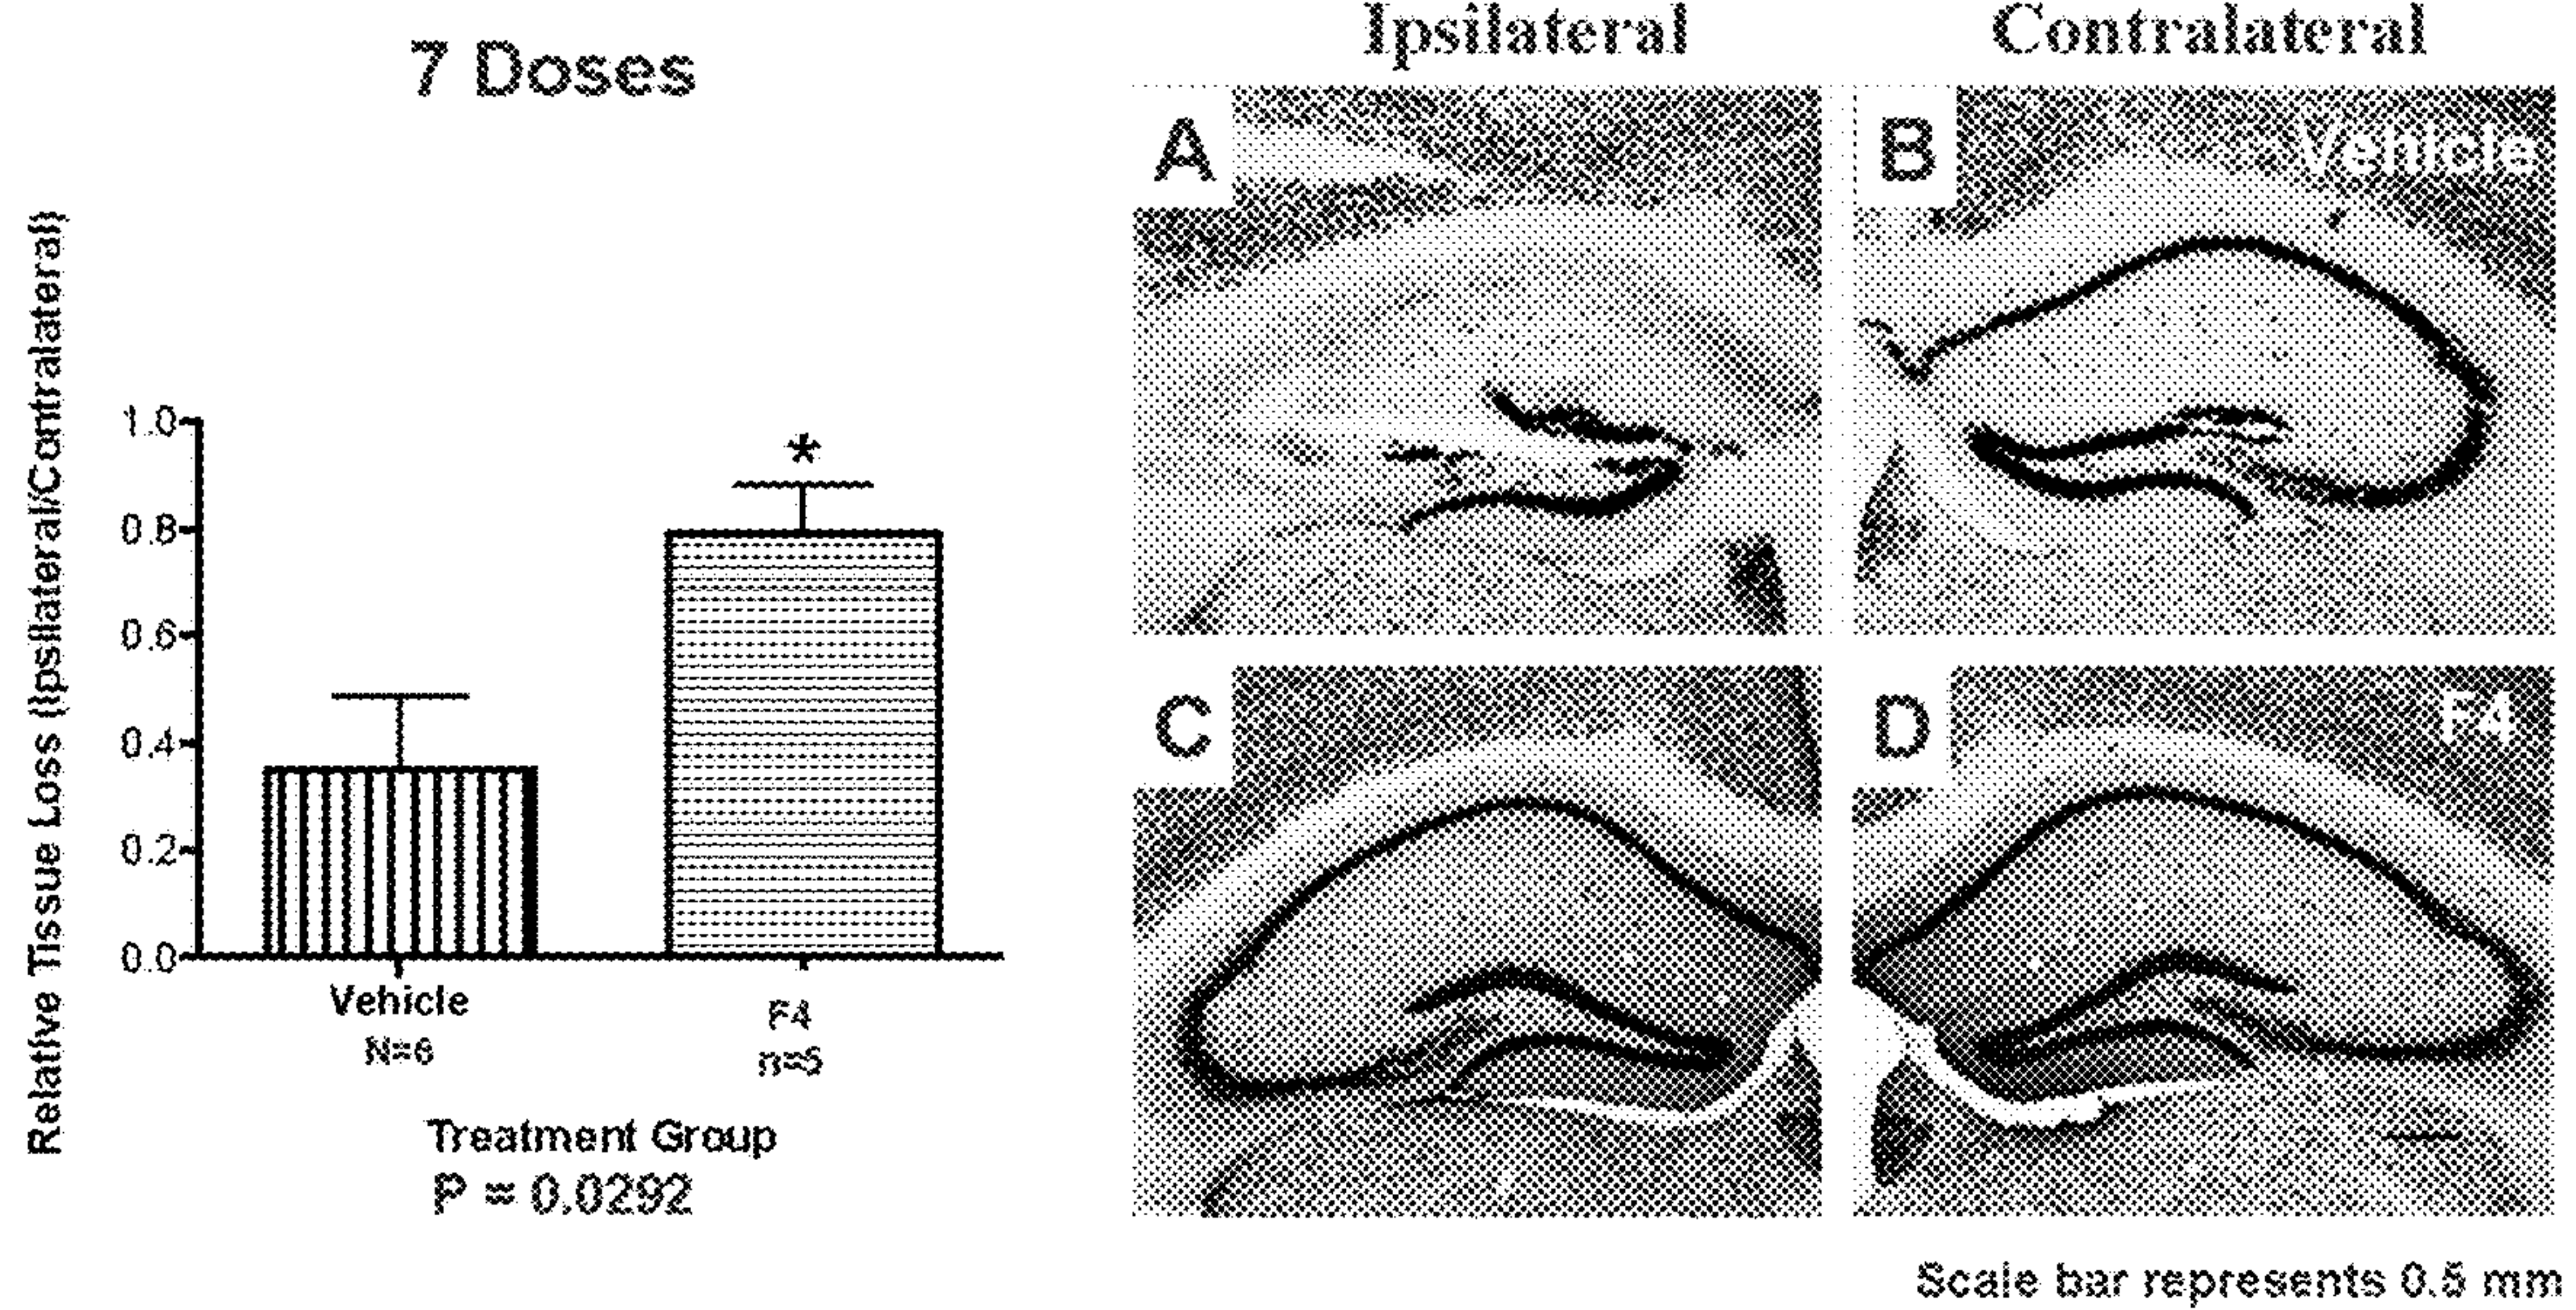 7 Doses
Relative Tissue Loss (Ipsilateral/Contralateral)
1.0
0.8
0.6
0.4
0.2
0.0
*
Vehicle
N=6
F4
n=5
Treatment Group
P = 0.0292
Ipsilateral
Contralateral
A
B
Vehicle
C
D
F4
Scale bar represents 0.5 mm